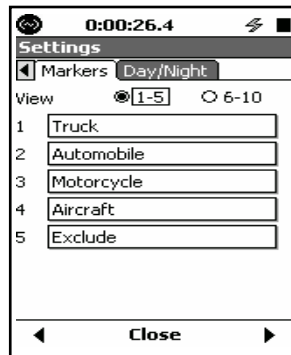 0:00:26.4
Settings
Markers Day/Night
View 1-5 6-10
1 Truck
2 Automobile
3 Motorcycle
4 Aircraft
5 Exclude
Close